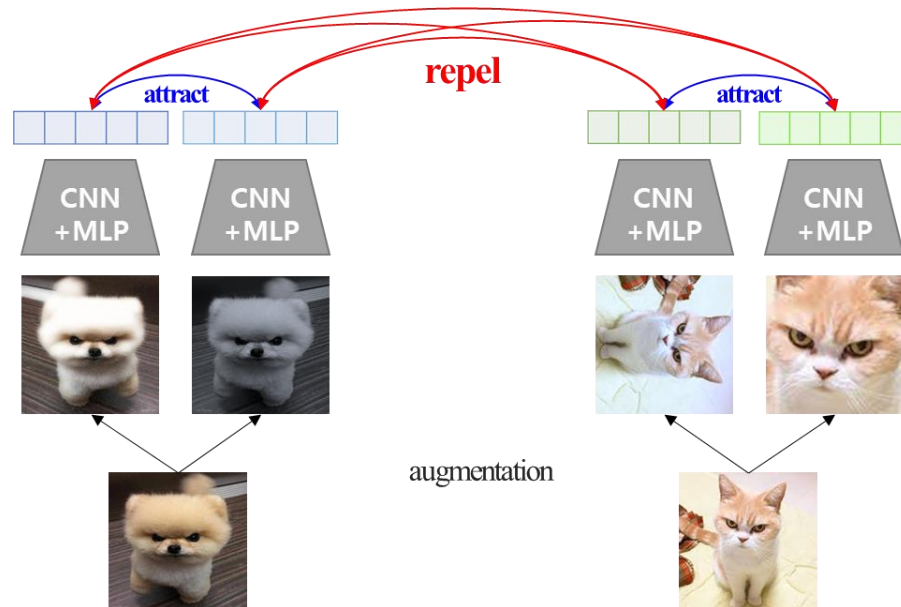 repel
attract
attract
CNN
+MLP
CNN
+MLP
CNN
+MLP
CNN
+MLP
augmentation